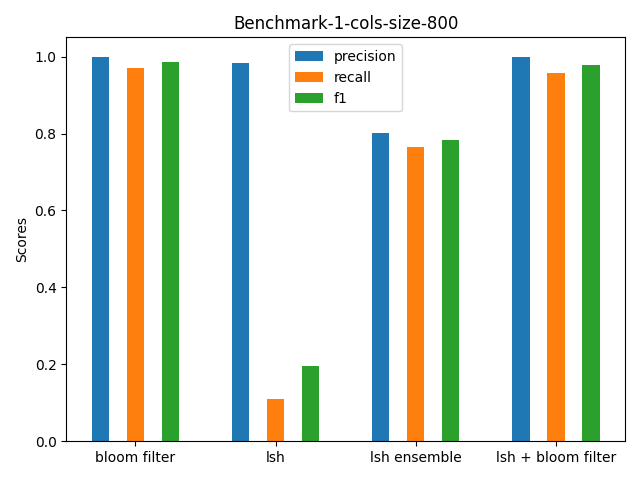 Benchmark-1-cols-size-800
precision
recall
f1
Scores
1.0
0.8
0.6
0.4
0.2
0.0
bloom filter
lsh
lsh ensemble
lsh + bloom filter